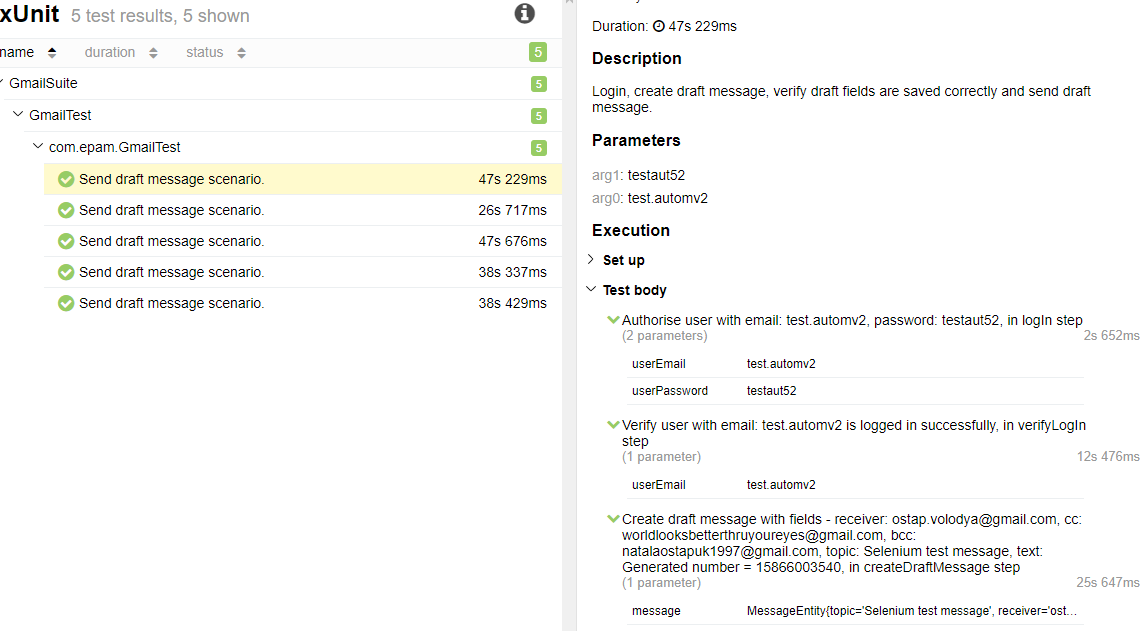 xUnit 5 test results, 5 shown
name duration status 5
GmailSuite 5
GmailTest 5
com.epam.GmailTest 5
Send draft message scenario. 47s 229ms
Send draft message scenario. 26s 717ms
Send draft message scenario. 47s 676ms
Send draft message scenario. 38s 337ms
Send draft message scenario. 38s 429ms
Duration: 47s 229ms
Description
Login, create draft message, verify draft fields are saved correctly and send draft
message.
Parameters
arg1: testaut52
arg0: test.automv2
Execution
Set up
Test body
Authorise user with email: test.automv2, password: testaut52, in logIn step
(2 parameters) 2s 652ms
userEmail test.automv2
userPassword testaut52
Verify user with email: test.automv2 is logged in successfully, in verifyLogIn
step
(1 parameter) 12s 476ms
userEmail test.automv2
Create draft message with fields - receiver: ostap.volodya@gmail.com, cc:
worldlooksbetterthruyoureyes@gmail.com, bcc:
natalaostapuk1997@gmail.com, topic: Selenium test message, text:
Generated number = 15866003540, in createDraftMessage step
(1 parameter) 25s 647ms
message MessageEntity{topic='Selenium test message', receiver='ost...